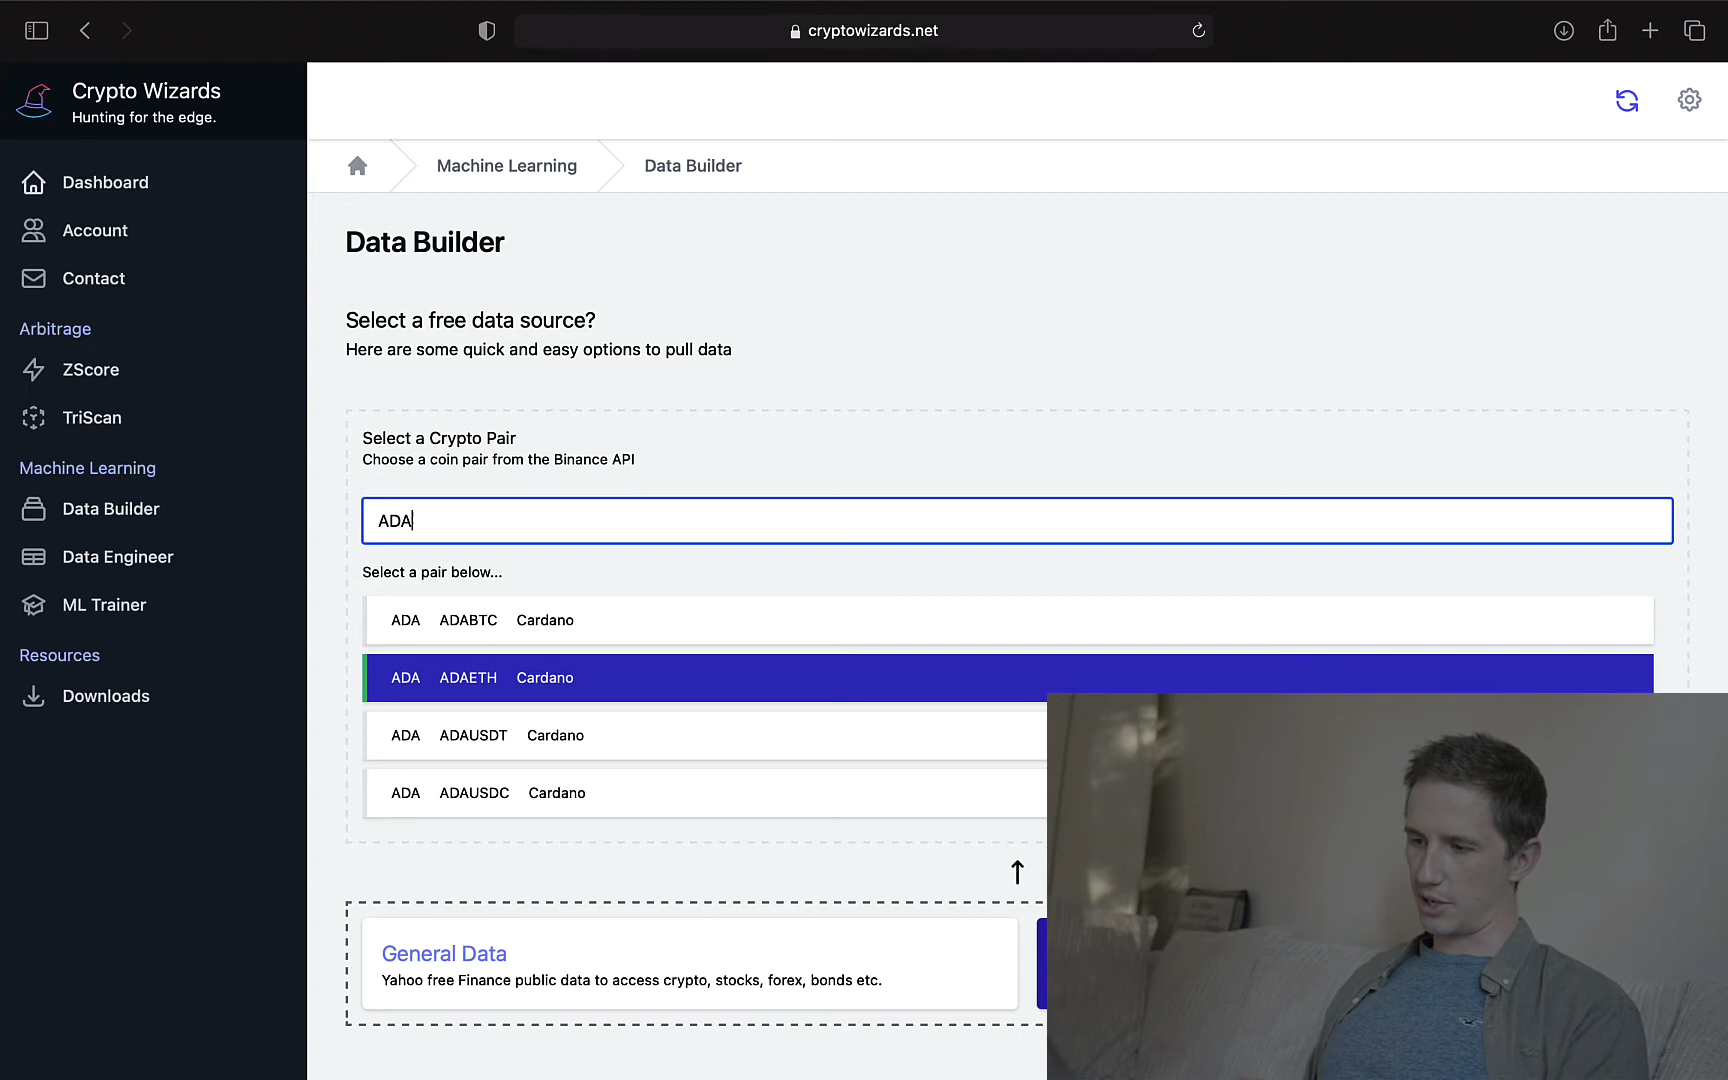 cryptowizards.net
Crypto Wizards
Hunting for the edge.
Dashboard
Account
Contact
Arbitrage
ZScore
TriScan
Machine Learning
Data Builder
Data Engineer
ML Trainer
Resources
Downloads
Machine Learning
Data Builder
Data Builder
Select a free data source?
Here are some quick and easy options to pull data
Select a Crypto Pair
Choose a coin pair from the Binance API
ADA
Select a pair below...
ADA ADABTC Cardano
ADA ADAETH Cardano
ADA ADAUSDT Cardano
ADA ADAUSDC Cardano
General Data
Yahoo free Finance public data to access crypto, stocks, forex, bonds etc.